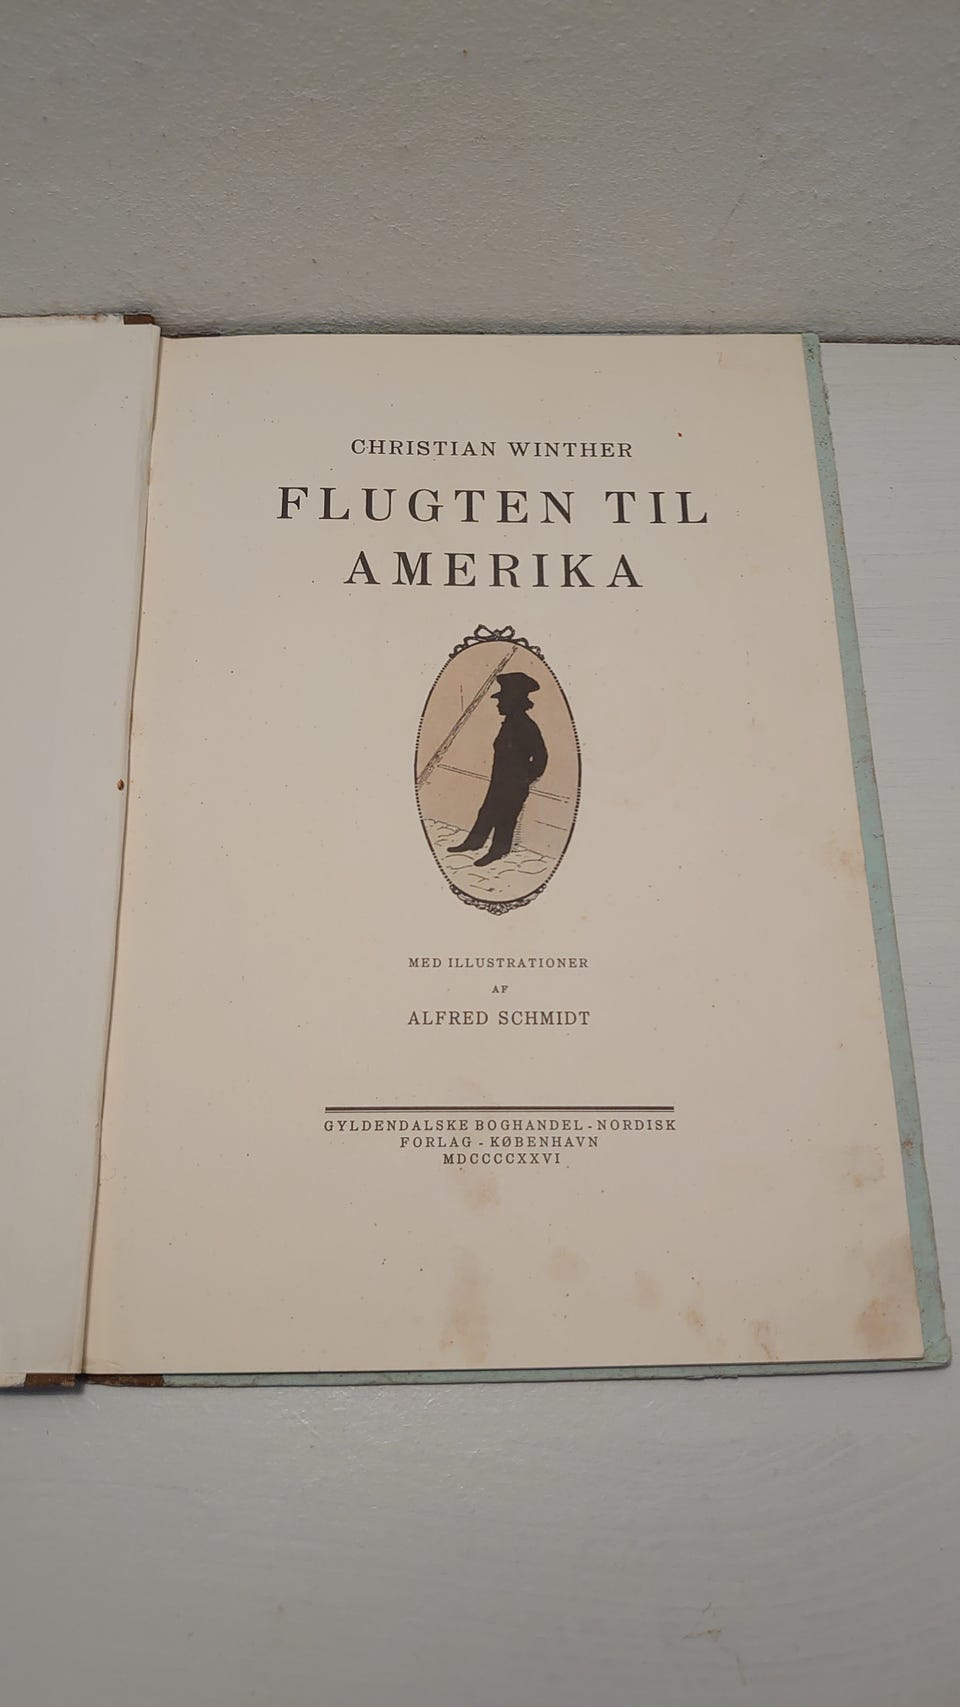 CHRISTIAN WINTHER
FLUGTEN TIL
AMERIKA
MED ILLUSTRATIONER
AF
ALFRED SCHMIDT
GYLDENDALSKE BOGHANDEL - NORDISK
FORLAG - KØBENHAVN
MDCCCCXXVI